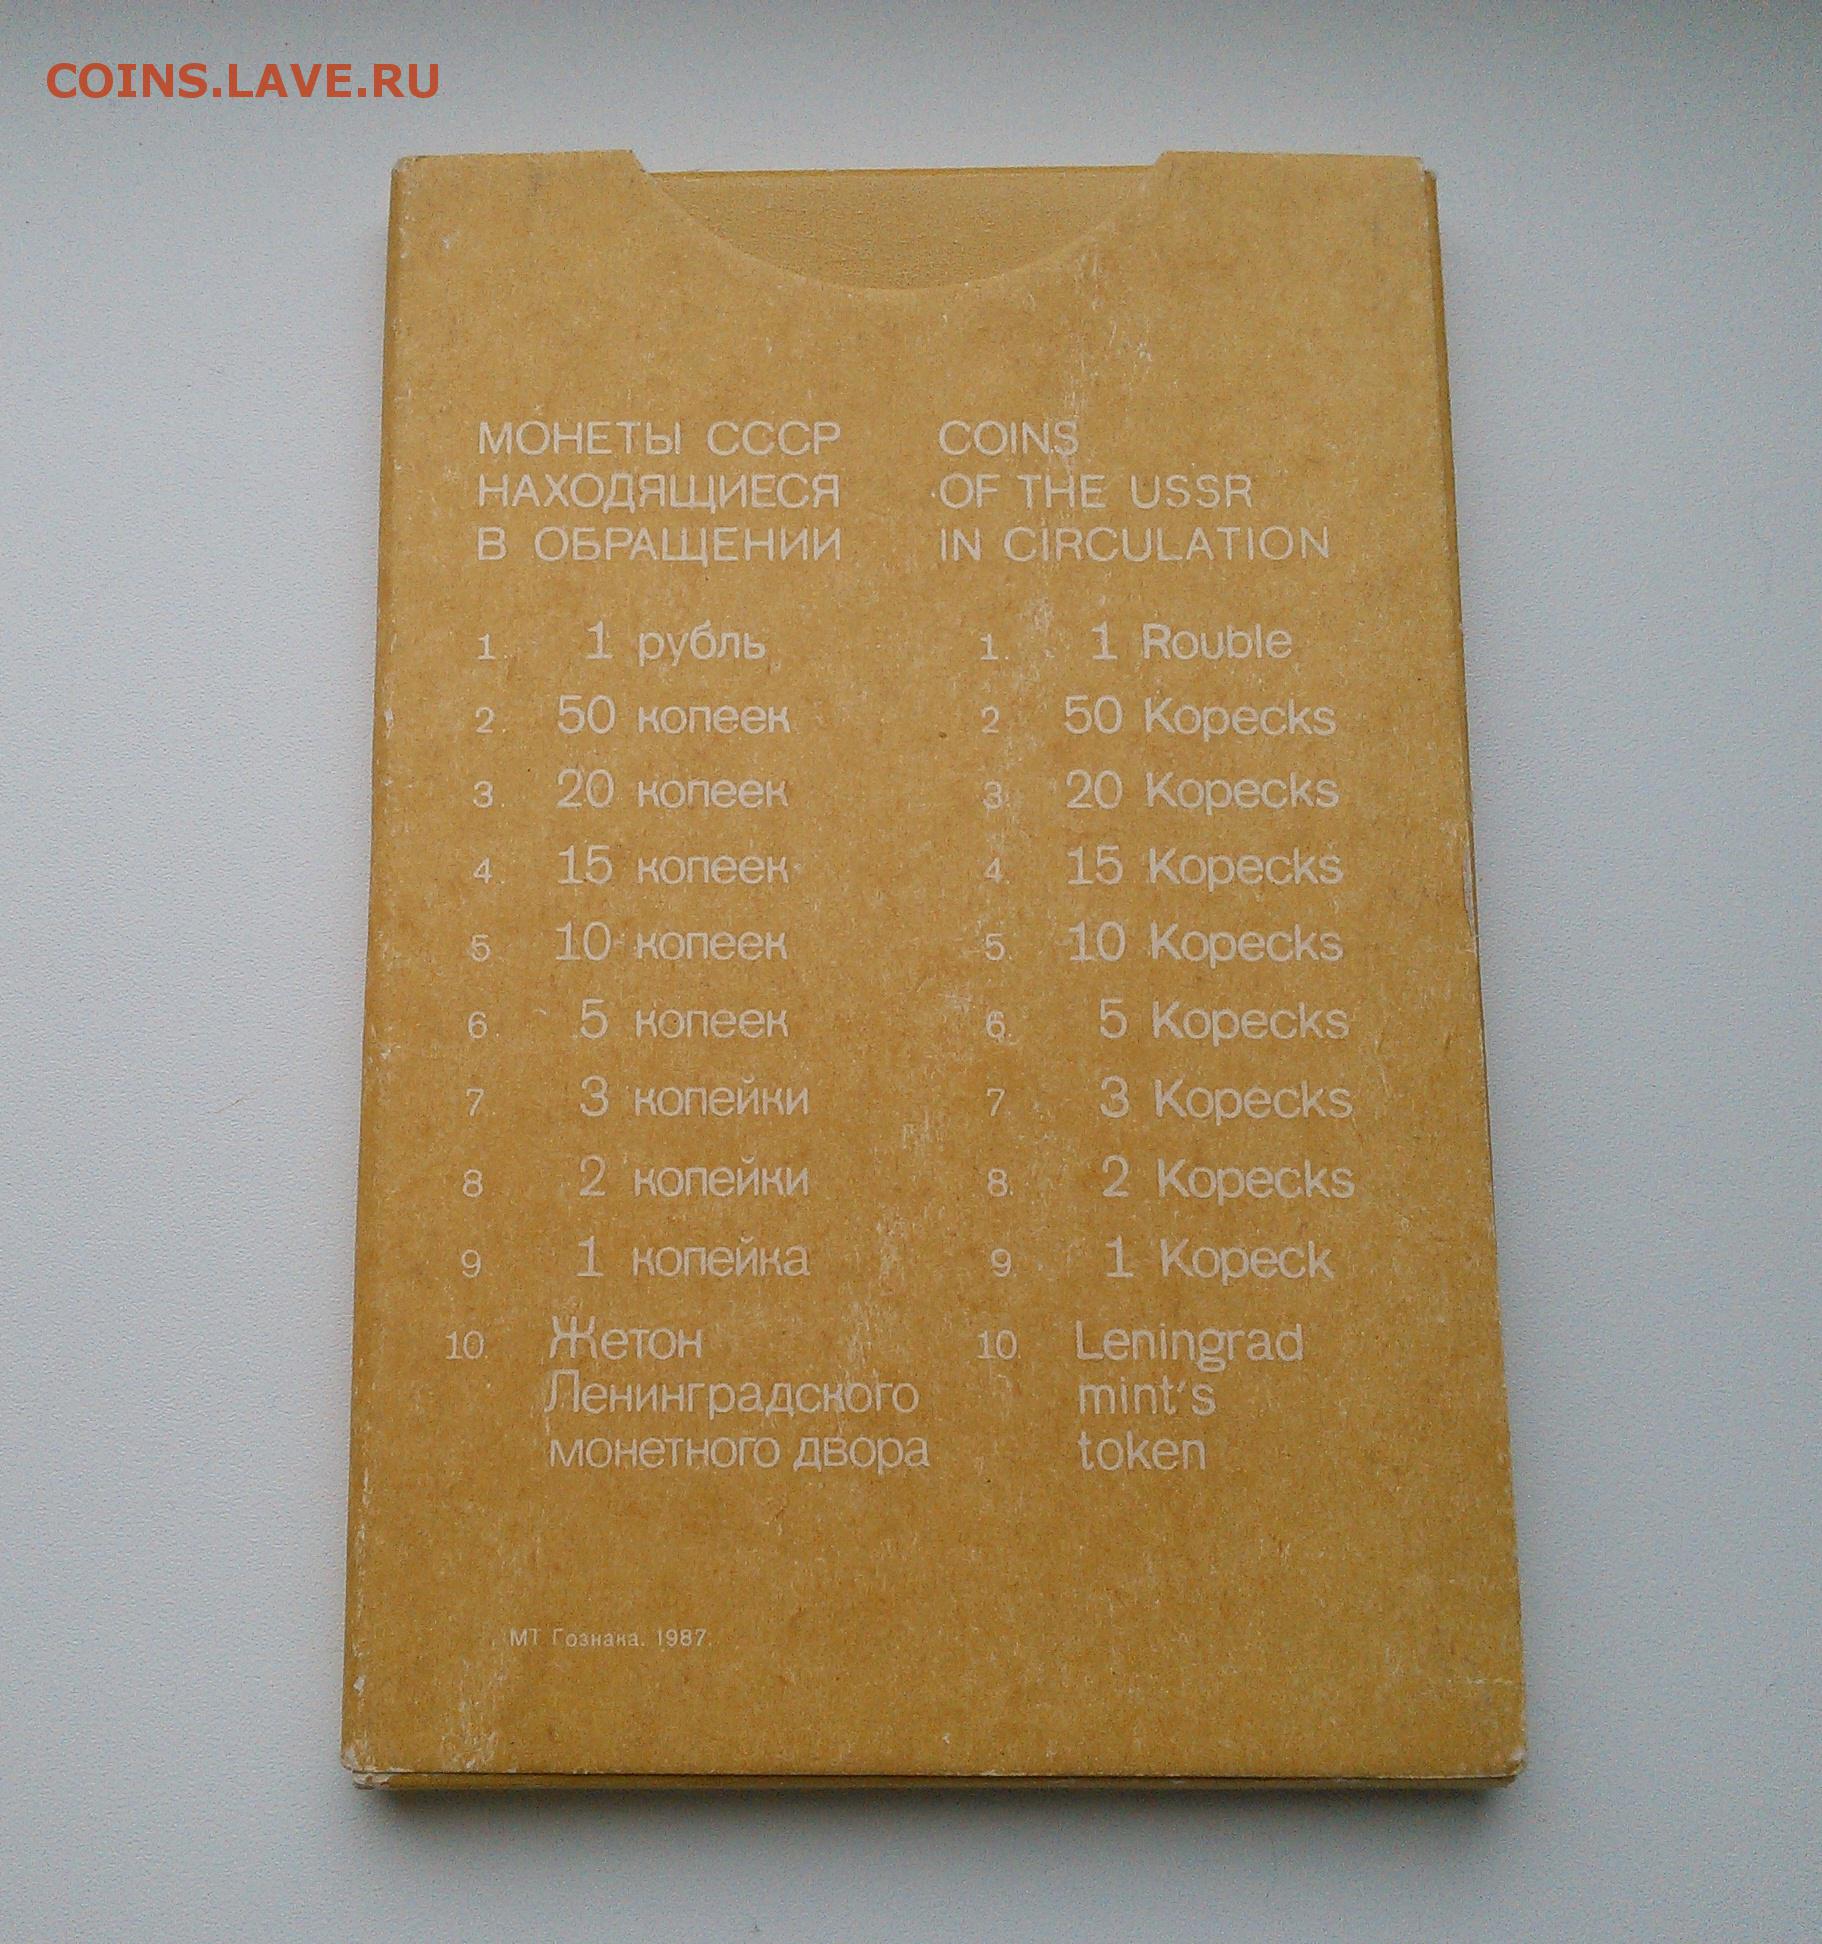 COINS.LAVE.RU
МОНЕТЫ СССР
НАХОДЯЩИЕСЯ
В ОБРАЩЕНИИ
1 1 рубль
2. 50 копеек
3. 20 копеек
4 15 копеек
5. 10 копеек
6. 5 копеек
7 3 копейки
8 2 копейки
9 1 копейка
10. Жетон
Ленинградского
монетного двора
COINS
OF THE USSR
IN CIRCULATION
1. 1 Rouble
2 50 Kopecks
3. 20 Kopecks
4. 15 Kopecks
5. 10 Kopecks
6. 5 Kopecks
7 3 Kopecks
8. 2 Kopecks
9. 1 Kopeck
10. Leningrad
mint's
token
МТ Гознака. 1987.